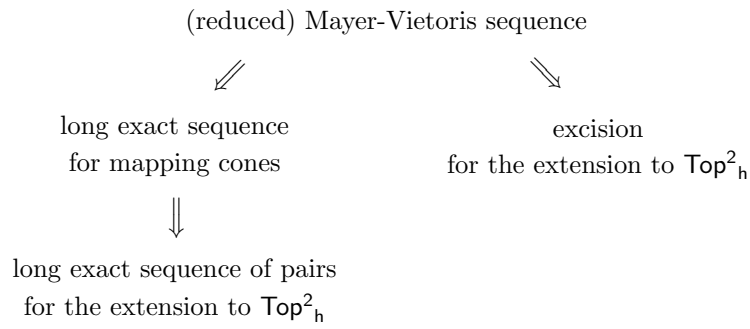 (reduced) Mayer-Vietoris sequence
⇙ ⇘
long exact sequence
for mapping cones
excision
for the extension to Top²ₕ
⇓
long exact sequence of pairs
for the extension to Top²ₕ